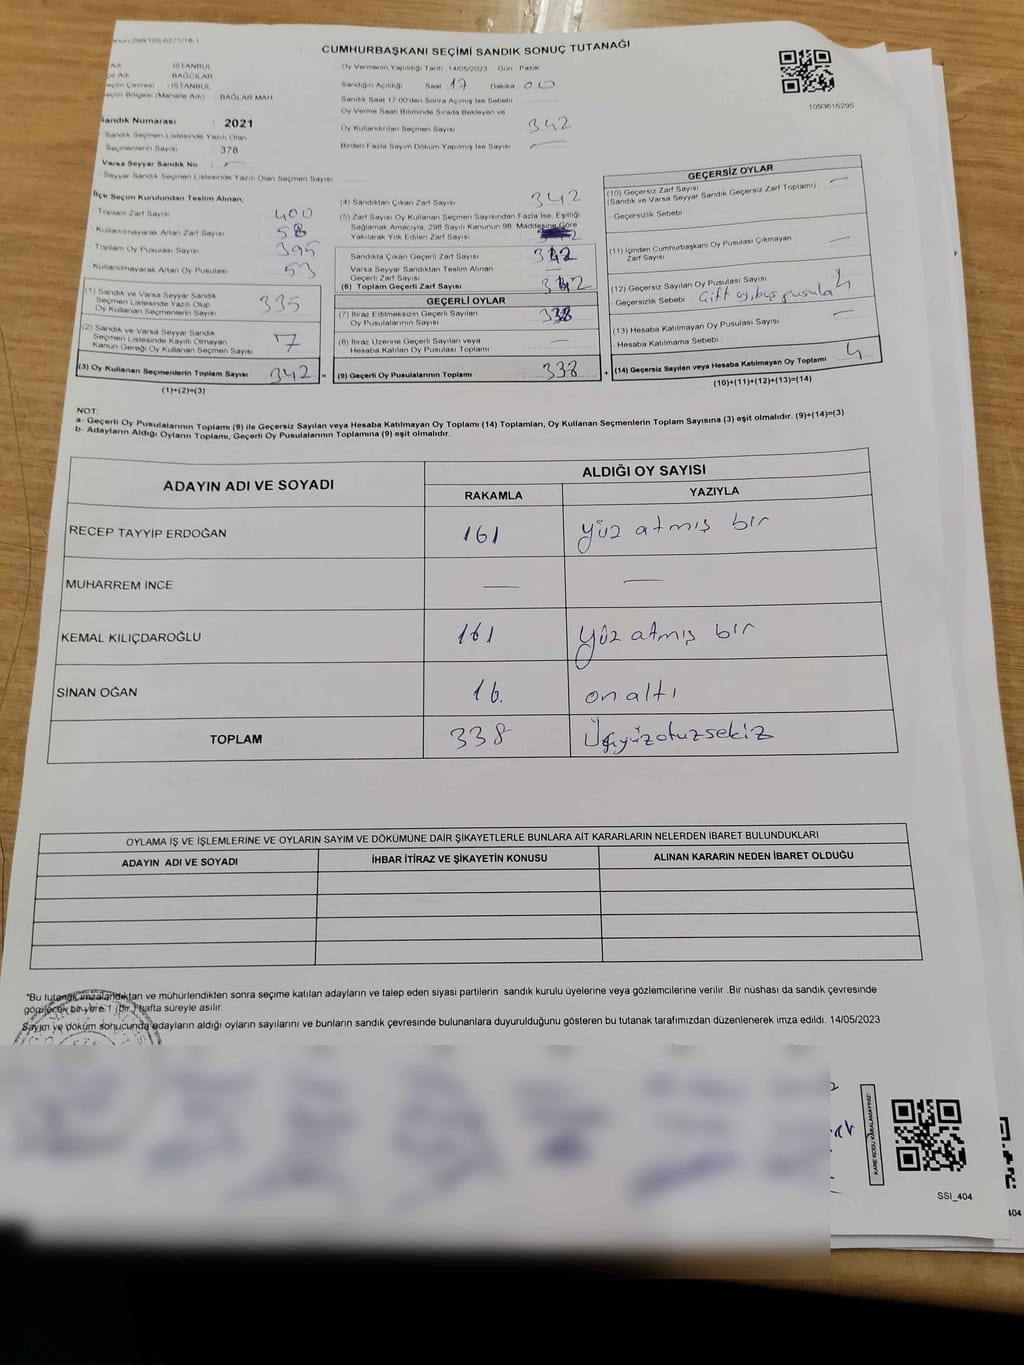 CUMHURBAŞKANI SEÇİMİ SANDIK SONUÇ TUTANAĞI
İSTANBUL
BAĞCILAR
: İSTANBUL
Seçim Bölgesi (Mahalle Adı) : BAĞLAR MAH
Sandık Numarası : 2021
- Sandık Seçmen Listesinde Yazılı Olan
Seçmenlerin Sayısı : 378
Varsa Seyyar Sandık No : —
- Seyyar Sandık Seçmen Listesinde Yazılı Olan Seçmen Sayısı :
Oy Vermenin Yapıldığı Tarih : 14/05/2023 Gün : Pazar
Sandığın Açıldığı Saat : 17 Dakika : 00
Sandık Saat 17:00'den Sonra Açılmış İse Sebebi
Oy Verme Saati Bitiminde Sırada Bekleyen ve
Oy Kullandırılan Seçmen Sayısı : 342
Birden Fazla Sayım Döküm Yapılmış İse Sayısı : —
1093616295
İlçe Seçim Kurulundan Teslim Alınan;
- Toplam Zarf Sayısı 400
- Kullanılmayarak Artan Zarf Sayısı 58
- Toplam Oy Pusulası Sayısı 395
- Kullanılmayarak Artan Oy Pusulası 53
(1) Sandık ve Varsa Seyyar Sandık
Seçmen Listesinde Yazılı Olup
Oy Kullanan Seçmenlerin Sayısı 335
(2) Sandık ve Varsa Seyyar Sandık
Seçmen Listesinde Kayıtlı Olmayan
Kanun Gereği Oy Kullanan Seçmen Sayısı 7
(3) Oy Kullanan Seçmenlerin Toplam Sayısı 342 =
(1)+(2)=(3)
(4) Sandıktan Çıkan Zarf Sayısı 342
(5) Zarf Sayısı Oy Kullanan Seçmen Sayısından Fazla İse, Eşitliği
Sağlamak Amacıyla, 298 Sayılı Kanunun 98. Maddesine Göre
Yakılarak Yok Edilen Zarf Sayısı
Sandıkta Çıkan Geçerli Zarf Sayısı 342
Varsa Seyyar Sandıktan Teslim Alınan
Geçerli Zarf Sayısı —
(6) Toplam Geçerli Zarf Sayısı 342
GEÇERLİ OYLAR
(7) İtiraz Edilmeksizin Geçerli Sayılan
Oy Pusulalarının Sayısı 338
(8) İtiraz Üzerine Geçerli Sayılan veya
Hesaba Katılan Oy Pusulası Toplamı —
(9) Geçerli Oy Pusulalarının Toplamı 338 +
GEÇERSİZ OYLAR
(10) Geçersiz Zarf Sayısı —
(Sandık ve Varsa Seyyar Sandık Geçersiz Zarf Toplamı)
- Geçersizlik Sebebi :
(11) İçinden Cumhurbaşkanı Oy Pusulası Çıkmayan
Zarf Sayısı —
(12) Geçersiz Sayılan Oy Pusulası Sayısı 4
- Geçersizlik Sebebi : Çift oy, boş pusula
(13) Hesaba Katılmayan Oy Pusulası Sayısı —
- Hesaba Katılmama Sebebi :
(14) Geçersiz Sayılan veya Hesaba Katılmayan Oy Toplamı 4
(10)+(11)+(12)+(13)=(14)
NOT:
a- Geçerli Oy Pusulalarının Toplamı (9) ile Geçersiz Sayılan veya Hesaba Katılmayan Oy Toplamı (14) Toplamları, Oy Kullanan Seçmenlerin Toplam Sayısına (3) eşit olmalıdır. (9)+(14)=(3)
b- Adayların Aldığı Oyların Toplamı, Geçerli Oy Pusulalarının Toplamına (9) eşit olmalıdır.
ADAYIN ADI VE SOYADI ALDIĞI OY SAYISI
RAKAMLA YAZIYLA
RECEP TAYYİP ERDOĞAN 161 yüz atmış bir
MUHARREM İNCE — —
KEMAL KILIÇDAROĞLU 161 yüz atmış bir
SİNAN OĞAN 16. on altı
TOPLAM 338 Üçyüzotuzsekiz
OYLAMA İŞ VE İŞLEMLERİNE VE OYLARIN SAYIM VE DÖKÜMÜNE DAİR ŞİKAYETLERLE BUNLARA AİT KARARLARIN NELERDEN İBARET BULUNDUKLARI
ADAYIN ADI VE SOYADI İHBAR İTİRAZ VE ŞİKAYETİN KONUSU ALINAN KARARIN NEDEN İBARET OLDUĞU
*Bu tutanak imzalandıktan ve mühürlendikten sonra seçime katılan adayların ve talep eden siyasi partilerin sandık kurulu üyelerine veya gözlemcilerine verilir. Bir nüshası da sandık çevresinde
görülecek bir yere 1 (bir) hafta süreyle asılır.
Sayım ve döküm sonucunda adayların aldığı oyların sayılarını ve bunların sandık çevresinde bulunanlara duyurulduğunu gösteren bu tutanak tarafımızdan düzenlenerek imza edildi. 14/05/2023
KARE KODU KARALAMAYINIZ!
SSI_404
404